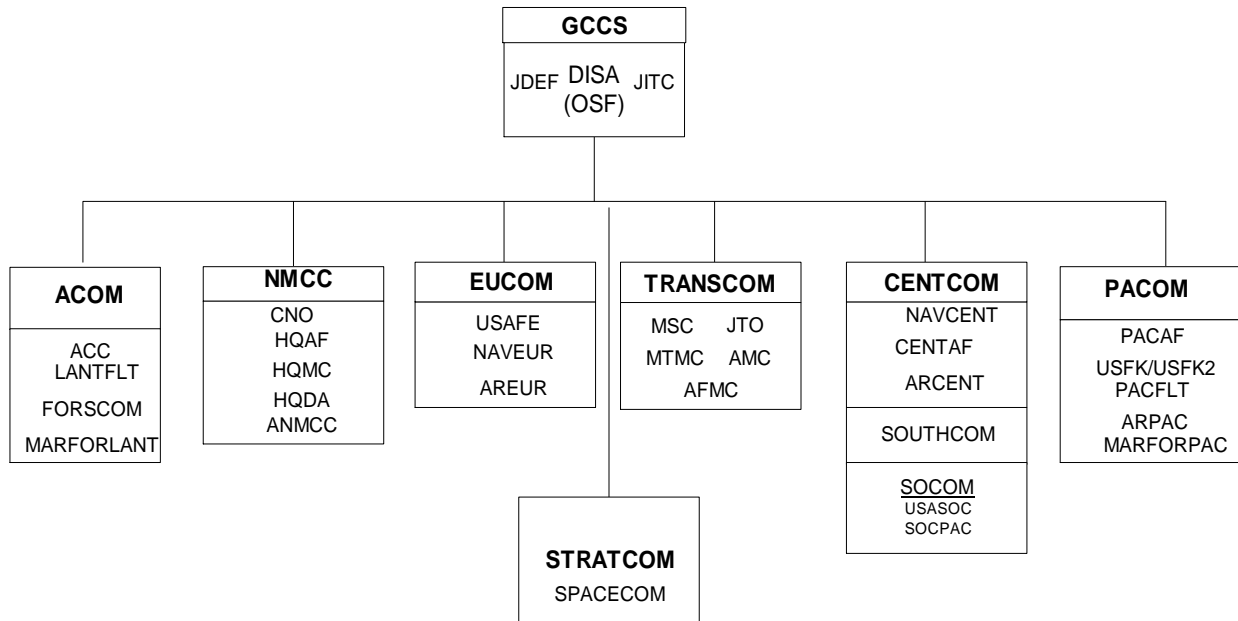 GCCS
JDEF DISA JITC
(OSF)
ACOM
ACC
LANTFLT
FORSCOM
MARFORLANT
NMCC
CNO
HQAF
HQMC
HQDA
ANMCC
EUCOM
USAFE
NAVEUR
AREUR
TRANSCOM
MSC JTO
MTMC AMC
AFMC
CENTCOM
NAVCENT
CENTAF
ARCENT
SOUTHCOM
SOCOM
USASOC
SOCPAC
PACOM
PACAF
USFK/USFK2
PACFLT
ARPAC
MARFORPAC
STRATCOM
SPACECOM